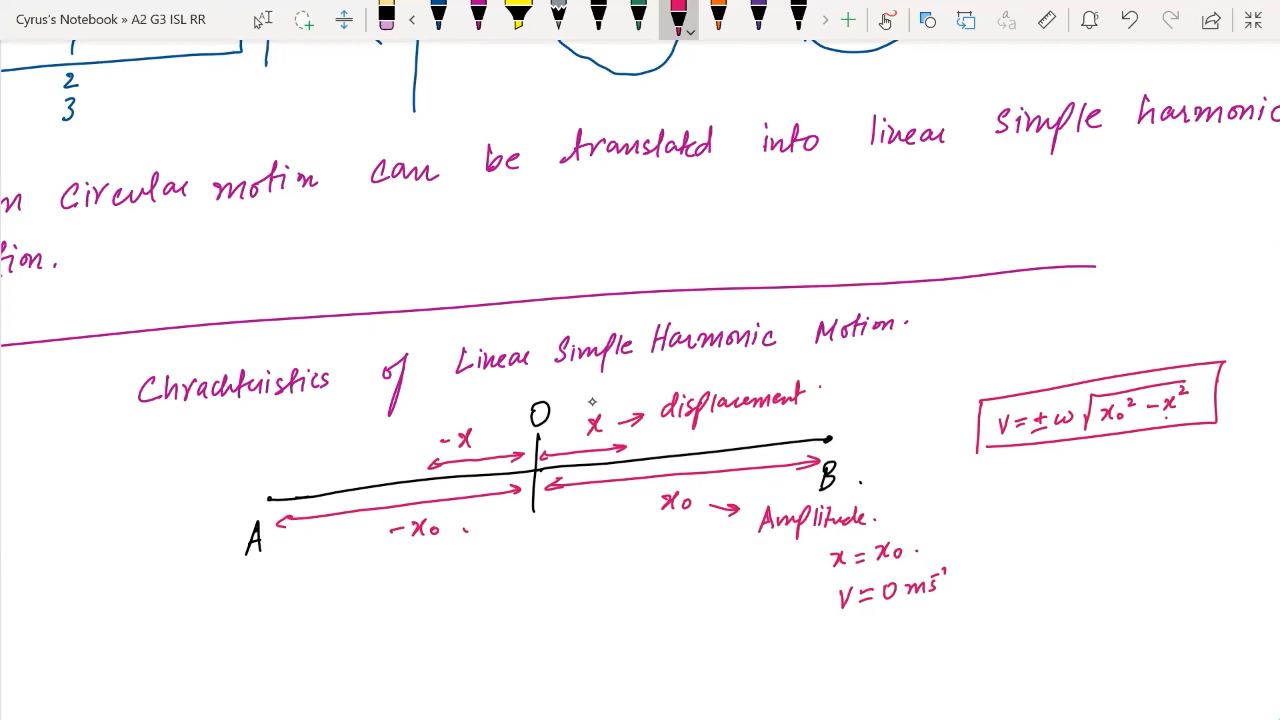 Cyrus's Notebook » A2 G3 ISL RR
1
2
3
n circular motion can be translated into linear simple harmonic
tion.
Chrachteristics of Linear Simple Harmonic Motion.
O
-x
x → displacement.
V = ± ω √x₀² - x²
A
-x₀.
x₀ → Amplitude.
B.
x = x₀.
V = 0 ms⁻¹